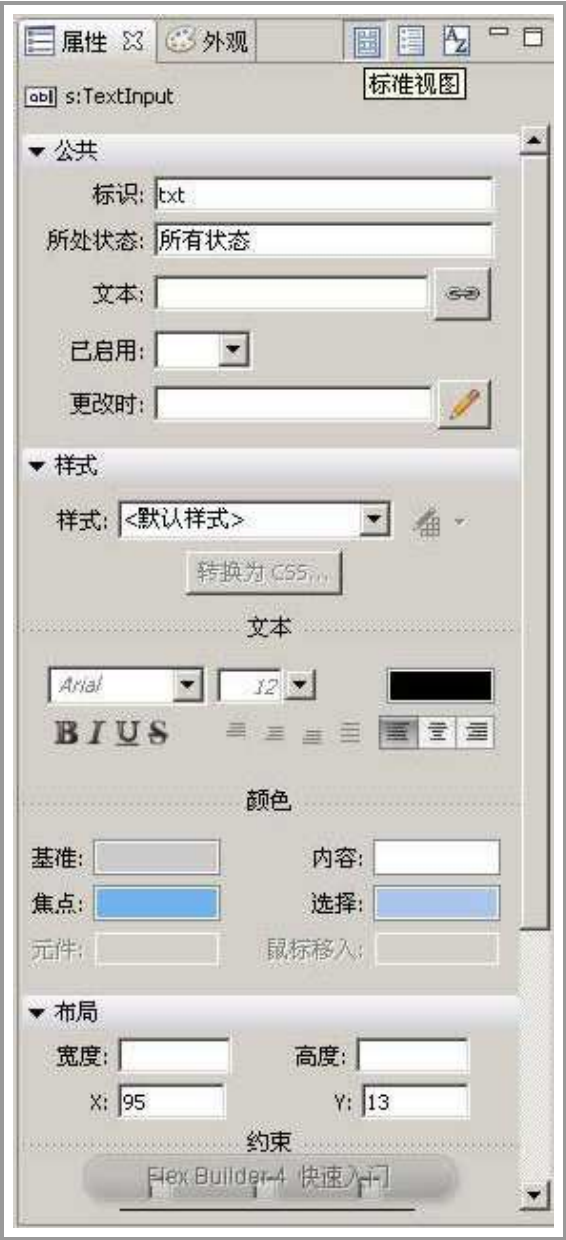 属性 外观
标准视图
abl s:TextInput
公共
标识: txt
所处状态: 所有状态
文本:
已启用:
更改时:
样式
样式: <默认样式>
转换为 CSS...
文本
Arial 12
B I U S
颜色
基准: 内容:
焦点: 选择:
元件: 鼠标移入:
布局
宽度: 高度:
X: 95 Y: 13
约束
Flex Builder 4 快速入门